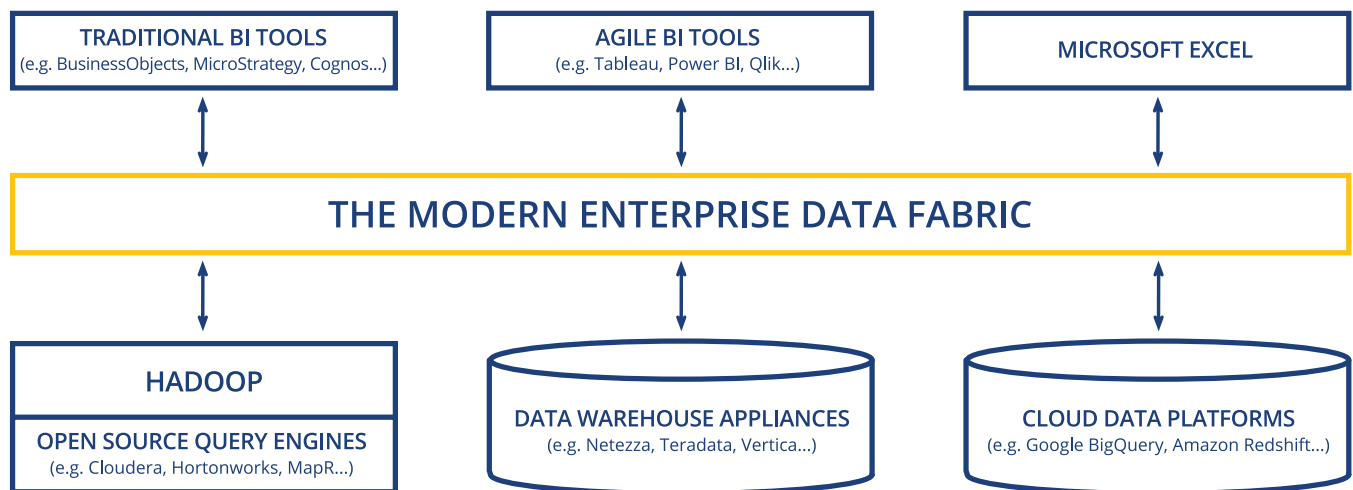 TRADITIONAL BI TOOLS
(e.g. BusinessObjects, MicroStrategy, Cognos...)
AGILE BI TOOLS
(e.g. Tableau, Power BI, Qlik...)
MICROSOFT EXCEL
THE MODERN ENTERPRISE DATA FABRIC
HADOOP
OPEN SOURCE QUERY ENGINES
(e.g. Cloudera, Hortonworks, MapR...)
DATA WAREHOUSE APPLIANCES
(e.g. Netezza, Teradata, Vertica...)
CLOUD DATA PLATFORMS
(e.g. Google BigQuery, Amazon Redshift...)